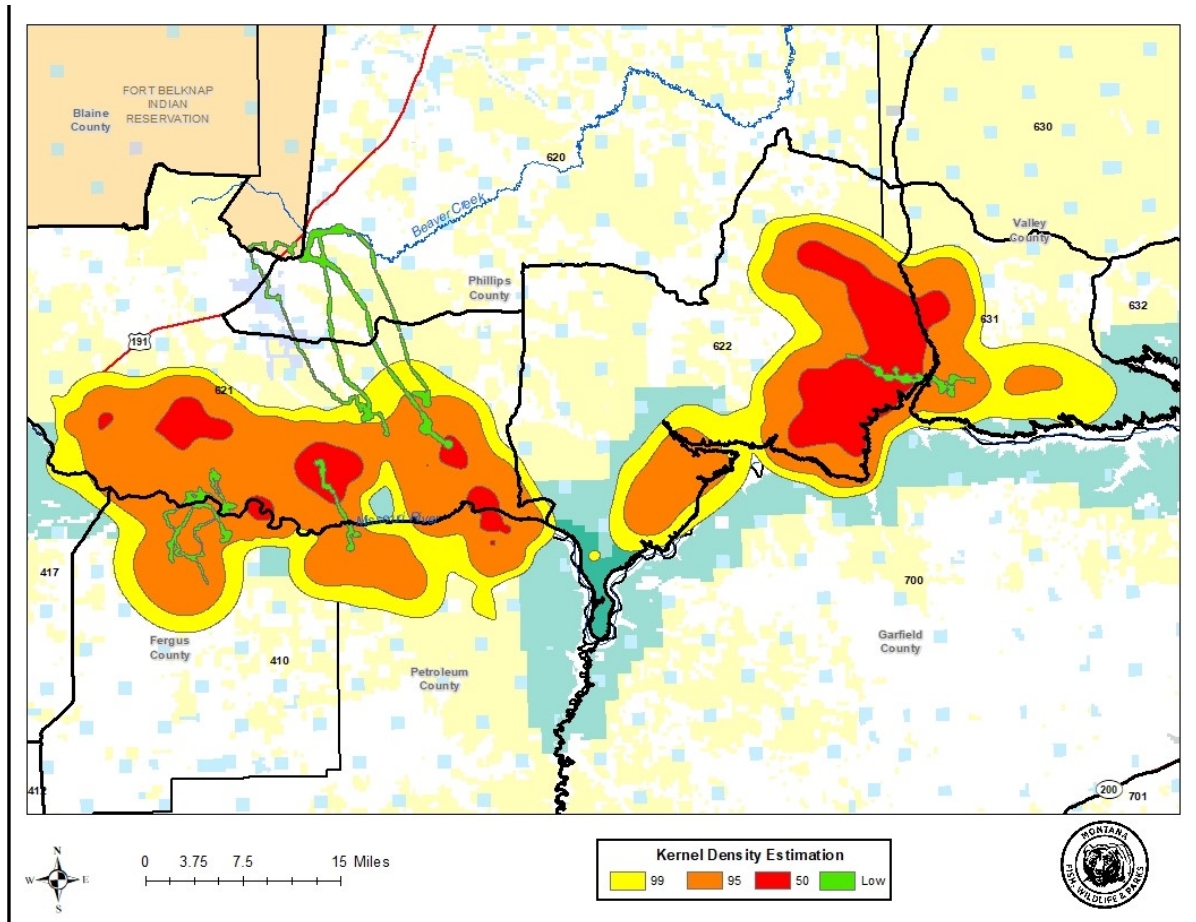 FORT BELKNAP
INDIAN
RESERVATION
Blaine
County
630
620
Beaver Creek
Valley
County
Phillips
County
632
631
191
622
621
417
700
Fergus
County
Garfield
County
410
Petroleum
County
412
200
701
N
W E
S
0 3.75 7.5 15 Miles
Kernel Density Estimation
99 95 50 Low
MONTANA
FISH, WILDLIFE & PARKS